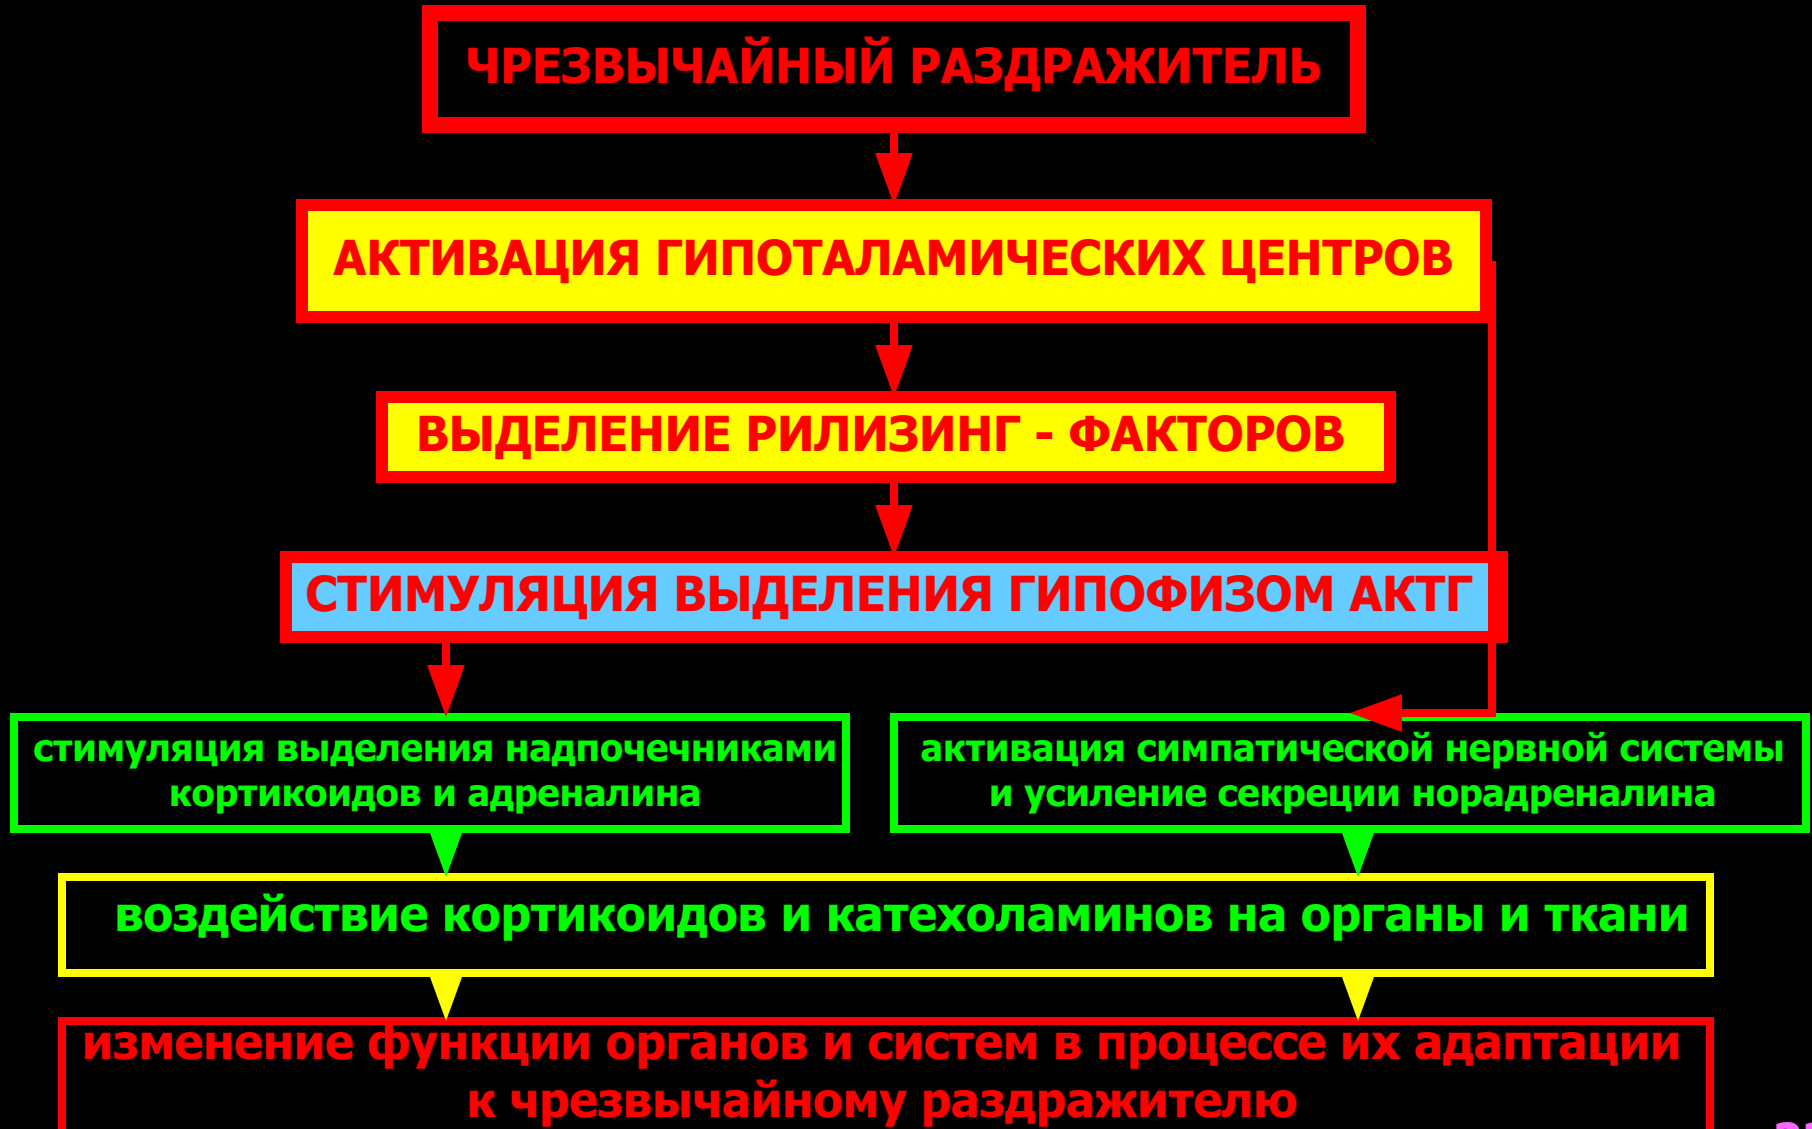 ЧРЕЗВЫЧАЙНЫЙ РАЗДРАЖИТЕЛЬ
АКТИВАЦИЯ ГИПОТАЛАМИЧЕСКИХ ЦЕНТРОВ
ВЫДЕЛЕНИЕ РИЛИЗИНГ - ФАКТОРОВ
СТИМУЛЯЦИЯ ВЫДЕЛЕНИЯ ГИПОФИЗОМ АКТГ
стимуляция выделения надпочечниками
кортикоидов и адреналина
активация симпатической нервной системы
и усиление секреции норадреналина
воздействие кортикоидов и катехоламинов на органы и ткани
изменение функции органов и систем в процессе их адаптации
к чрезвычайному раздражителю